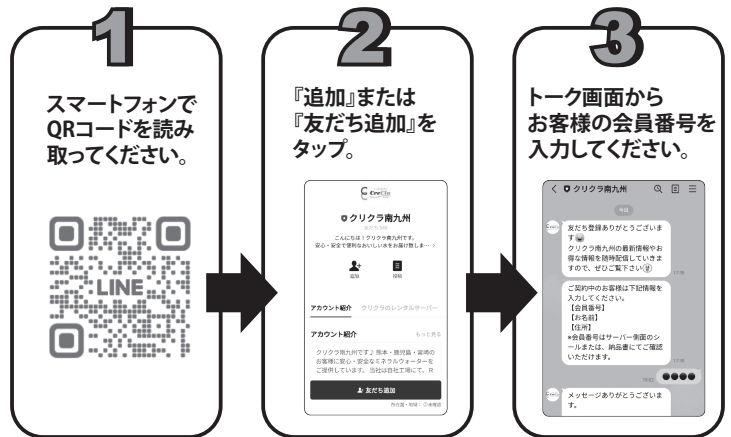 1
スマートフォンで
QRコードを読み
取ってください。
LINE
2
『追加』または
『友だち追加』を
タップ。
CreCla
クリクラ南九州
こんにちは！クリクラ南九州です。
安心・安全で便利なおいしい水をお届け致しま…
追加
投稿
アカウント紹介
クリクラのレンタルサーバー
アカウント紹介
もっと見る
クリクラ南九州です♪ 熊本・鹿児島・宮崎の
お客様に安心・安全なミネラルウォーターを
ご提供しています。 当社は自社工場にて、R
友だち追加
所在国・地域：
3
トーク画面から
お客様の会員番号を
入力してください。
クリクラ南九州
今日
友だち登録ありがとうございま
す
クリクラ南九州の最新情報やお
得な情報を随時配信していきま
すので、ぜひご覧下さい
ご契約中のお客様は下記情報を
入力してください。
【会員番号】
【お名前】
【住所】
*会員番号はサーバー側面のシ
ールまたは、納品書にてご確認
いただけます。
●●●●
メッセージありがとうございま
す。